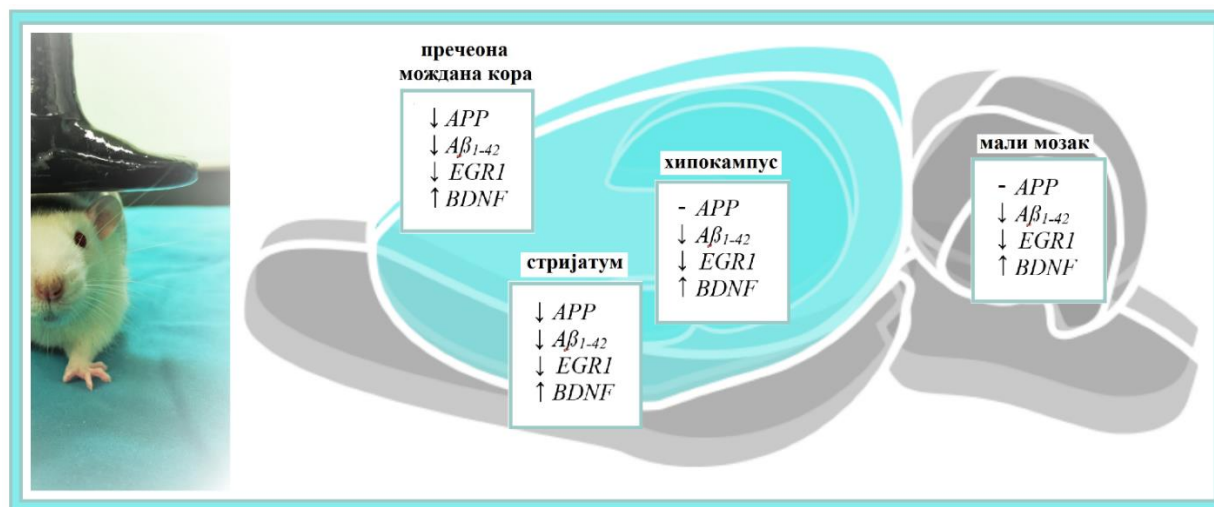 пречеона
мождана кора
↓ APP
↓ Aβ1-42
↓ EGR1
↑ BDNF
стријатум
↓ APP
↓ Aβ1-42
↓ EGR1
↑ BDNF
хипокампус
- APP
↓ Aβ1-42
↓ EGR1
↑ BDNF
мали мозак
- APP
↓ Aβ1-42
↓ EGR1
↑ BDNF